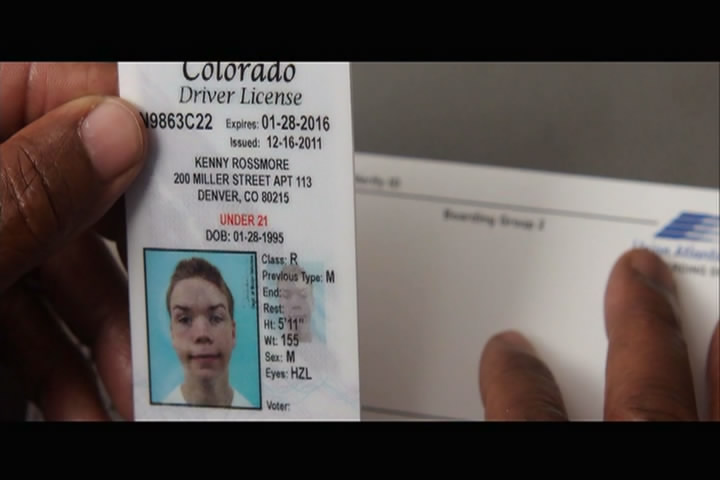 Colorado
Driver License
N9863C22 Expires: 01-28-2016
Issued: 12-16-2011
KENNY ROSSMORE
200 MILLER STREET APT 113
DENVER, CO 80215
UNDER 21
DOB: 01-28-1995
Class: R
Previous Type: M
End:
Rest:
Ht: 5'11"
Wt: 155
Sex: M
Eyes: HZL
Voter:
Boarding Group 2